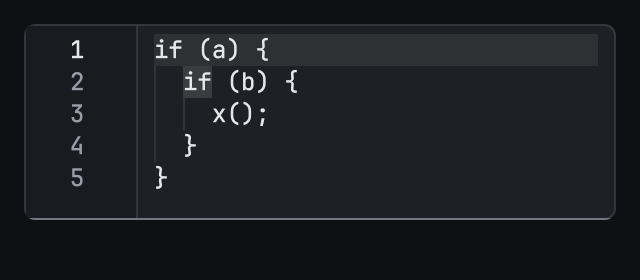 1 if (a) {
2   if (b) {
3     x();
4   }
5 }